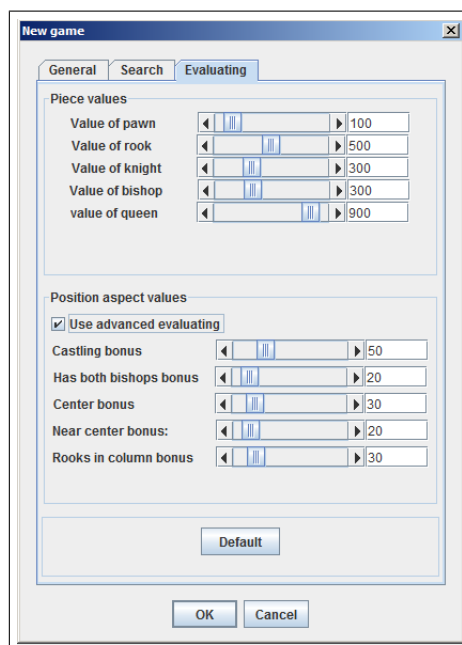 New game
General Search Evaluating
Piece values
Value of pawn 100
Value of rook 500
Value of knight 300
Value of bishop 300
value of queen 900
Position aspect values
Use advanced evaluating
Castling bonus 50
Has both bishops bonus 20
Center bonus 30
Near center bonus: 20
Rooks in column bonus 30
Default
OK Cancel